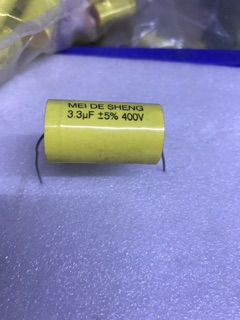 MEI DE SHENG
3.3µF ±5% 400V